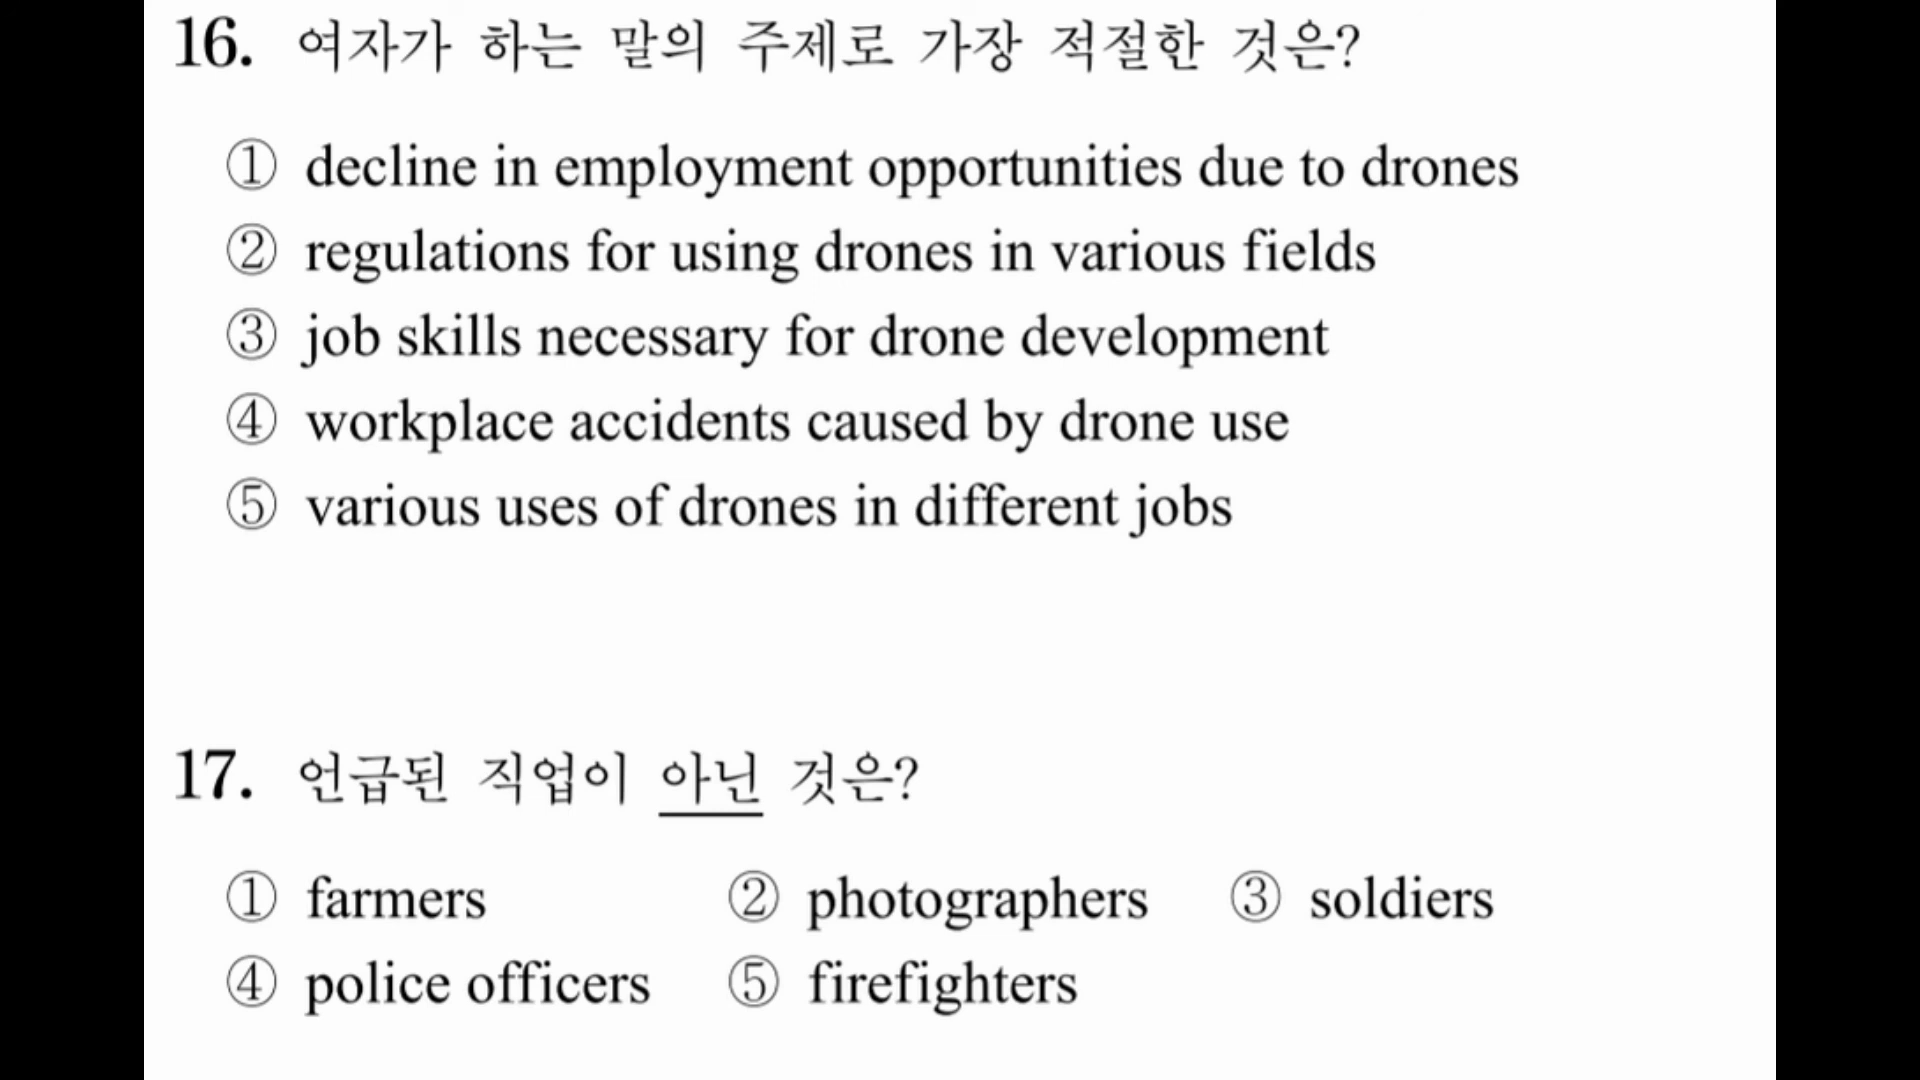 16. 여자가 하는 말의 주제로 가장 적절한 것은?
① decline in employment opportunities due to drones
② regulations for using drones in various fields
③ job skills necessary for drone development
④ workplace accidents caused by drone use
⑤ various uses of drones in different jobs
17. 언급된 직업이 아닌 것은?
① farmers ② photographers ③ soldiers
④ police officers ⑤ firefighters